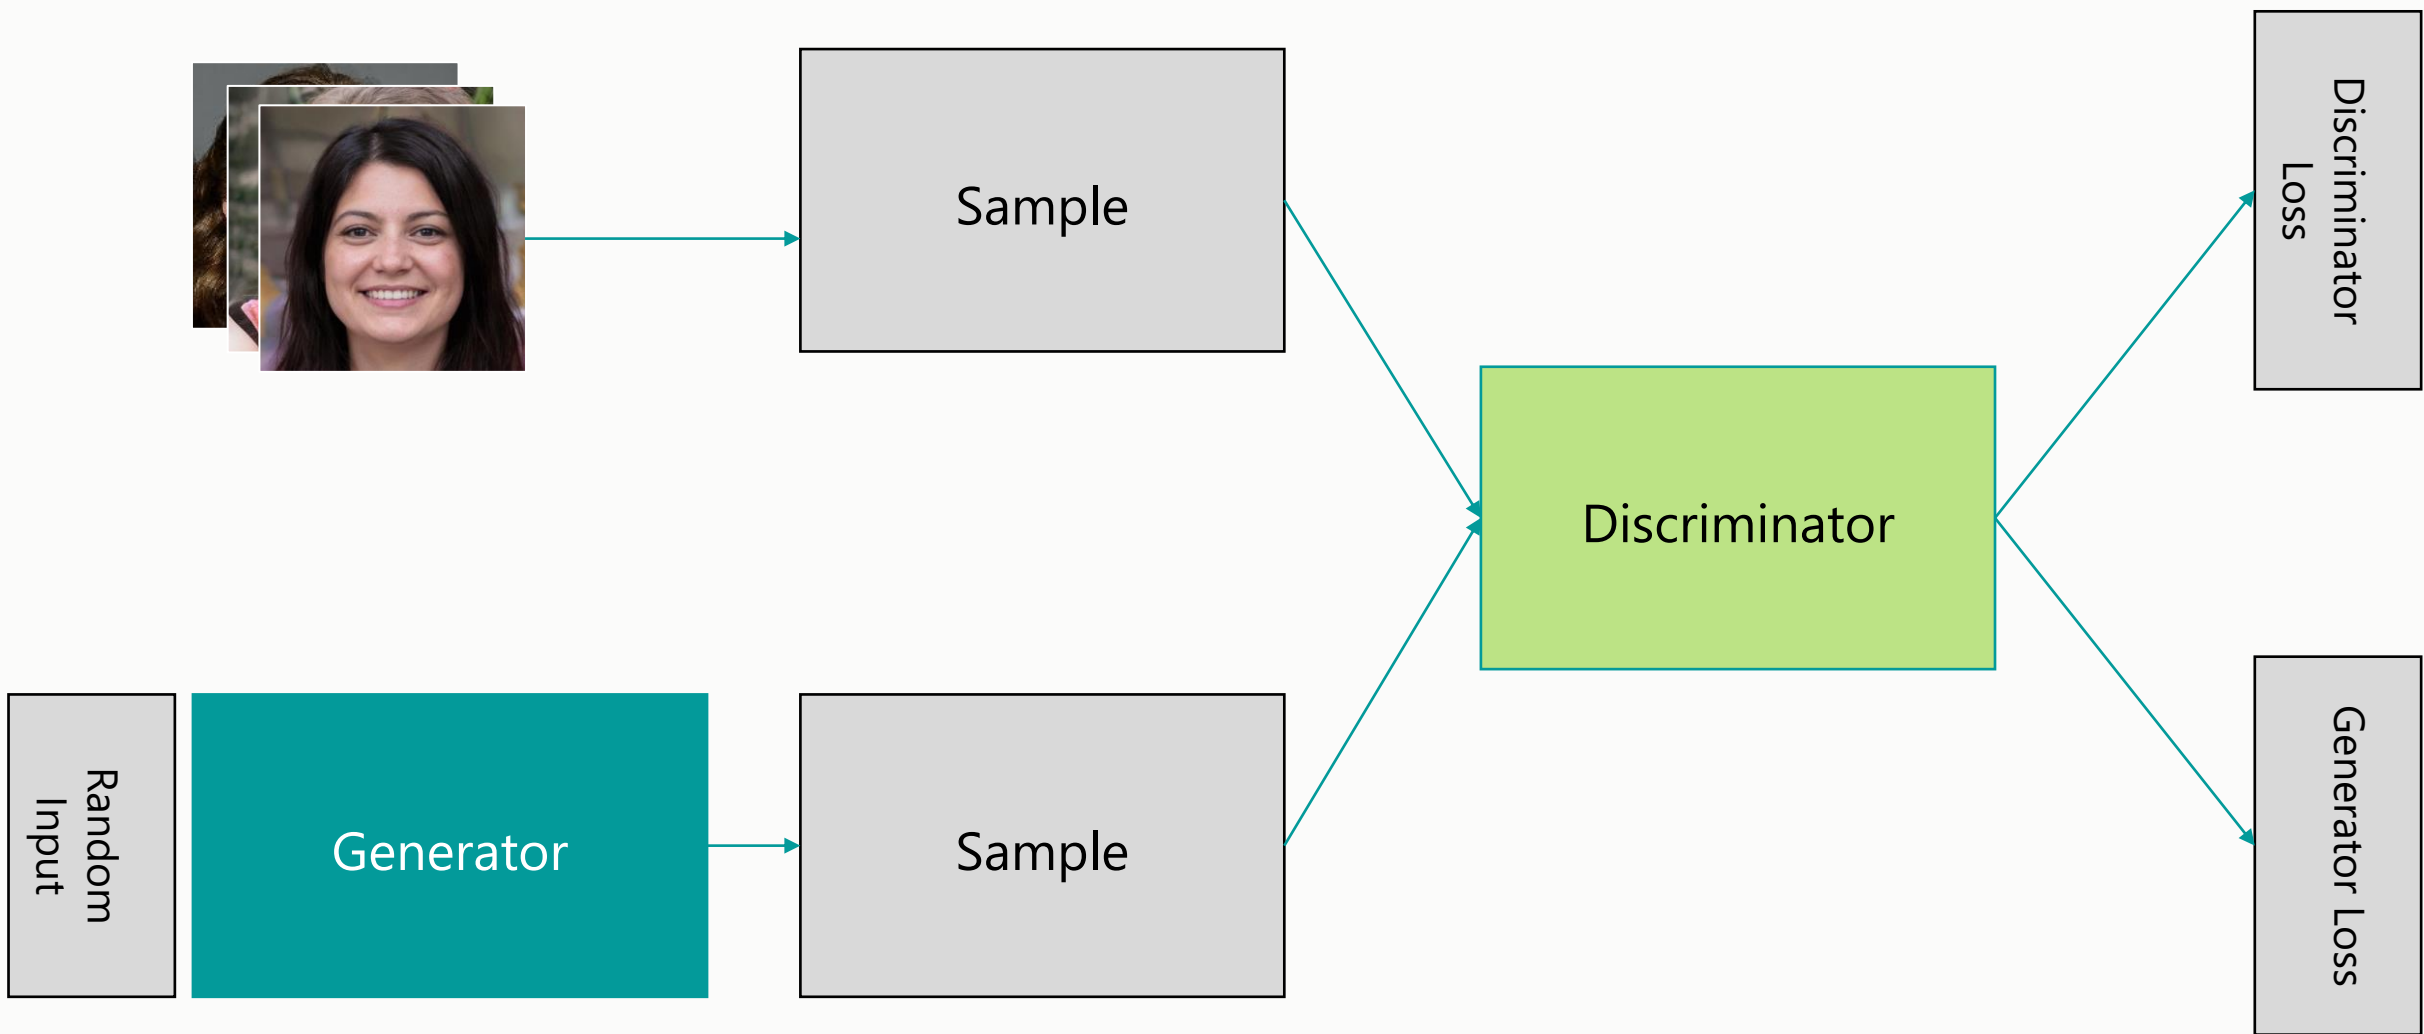 Sample
Discriminator
Loss
Discriminator
Random
Input
Generator
Sample
Generator Loss